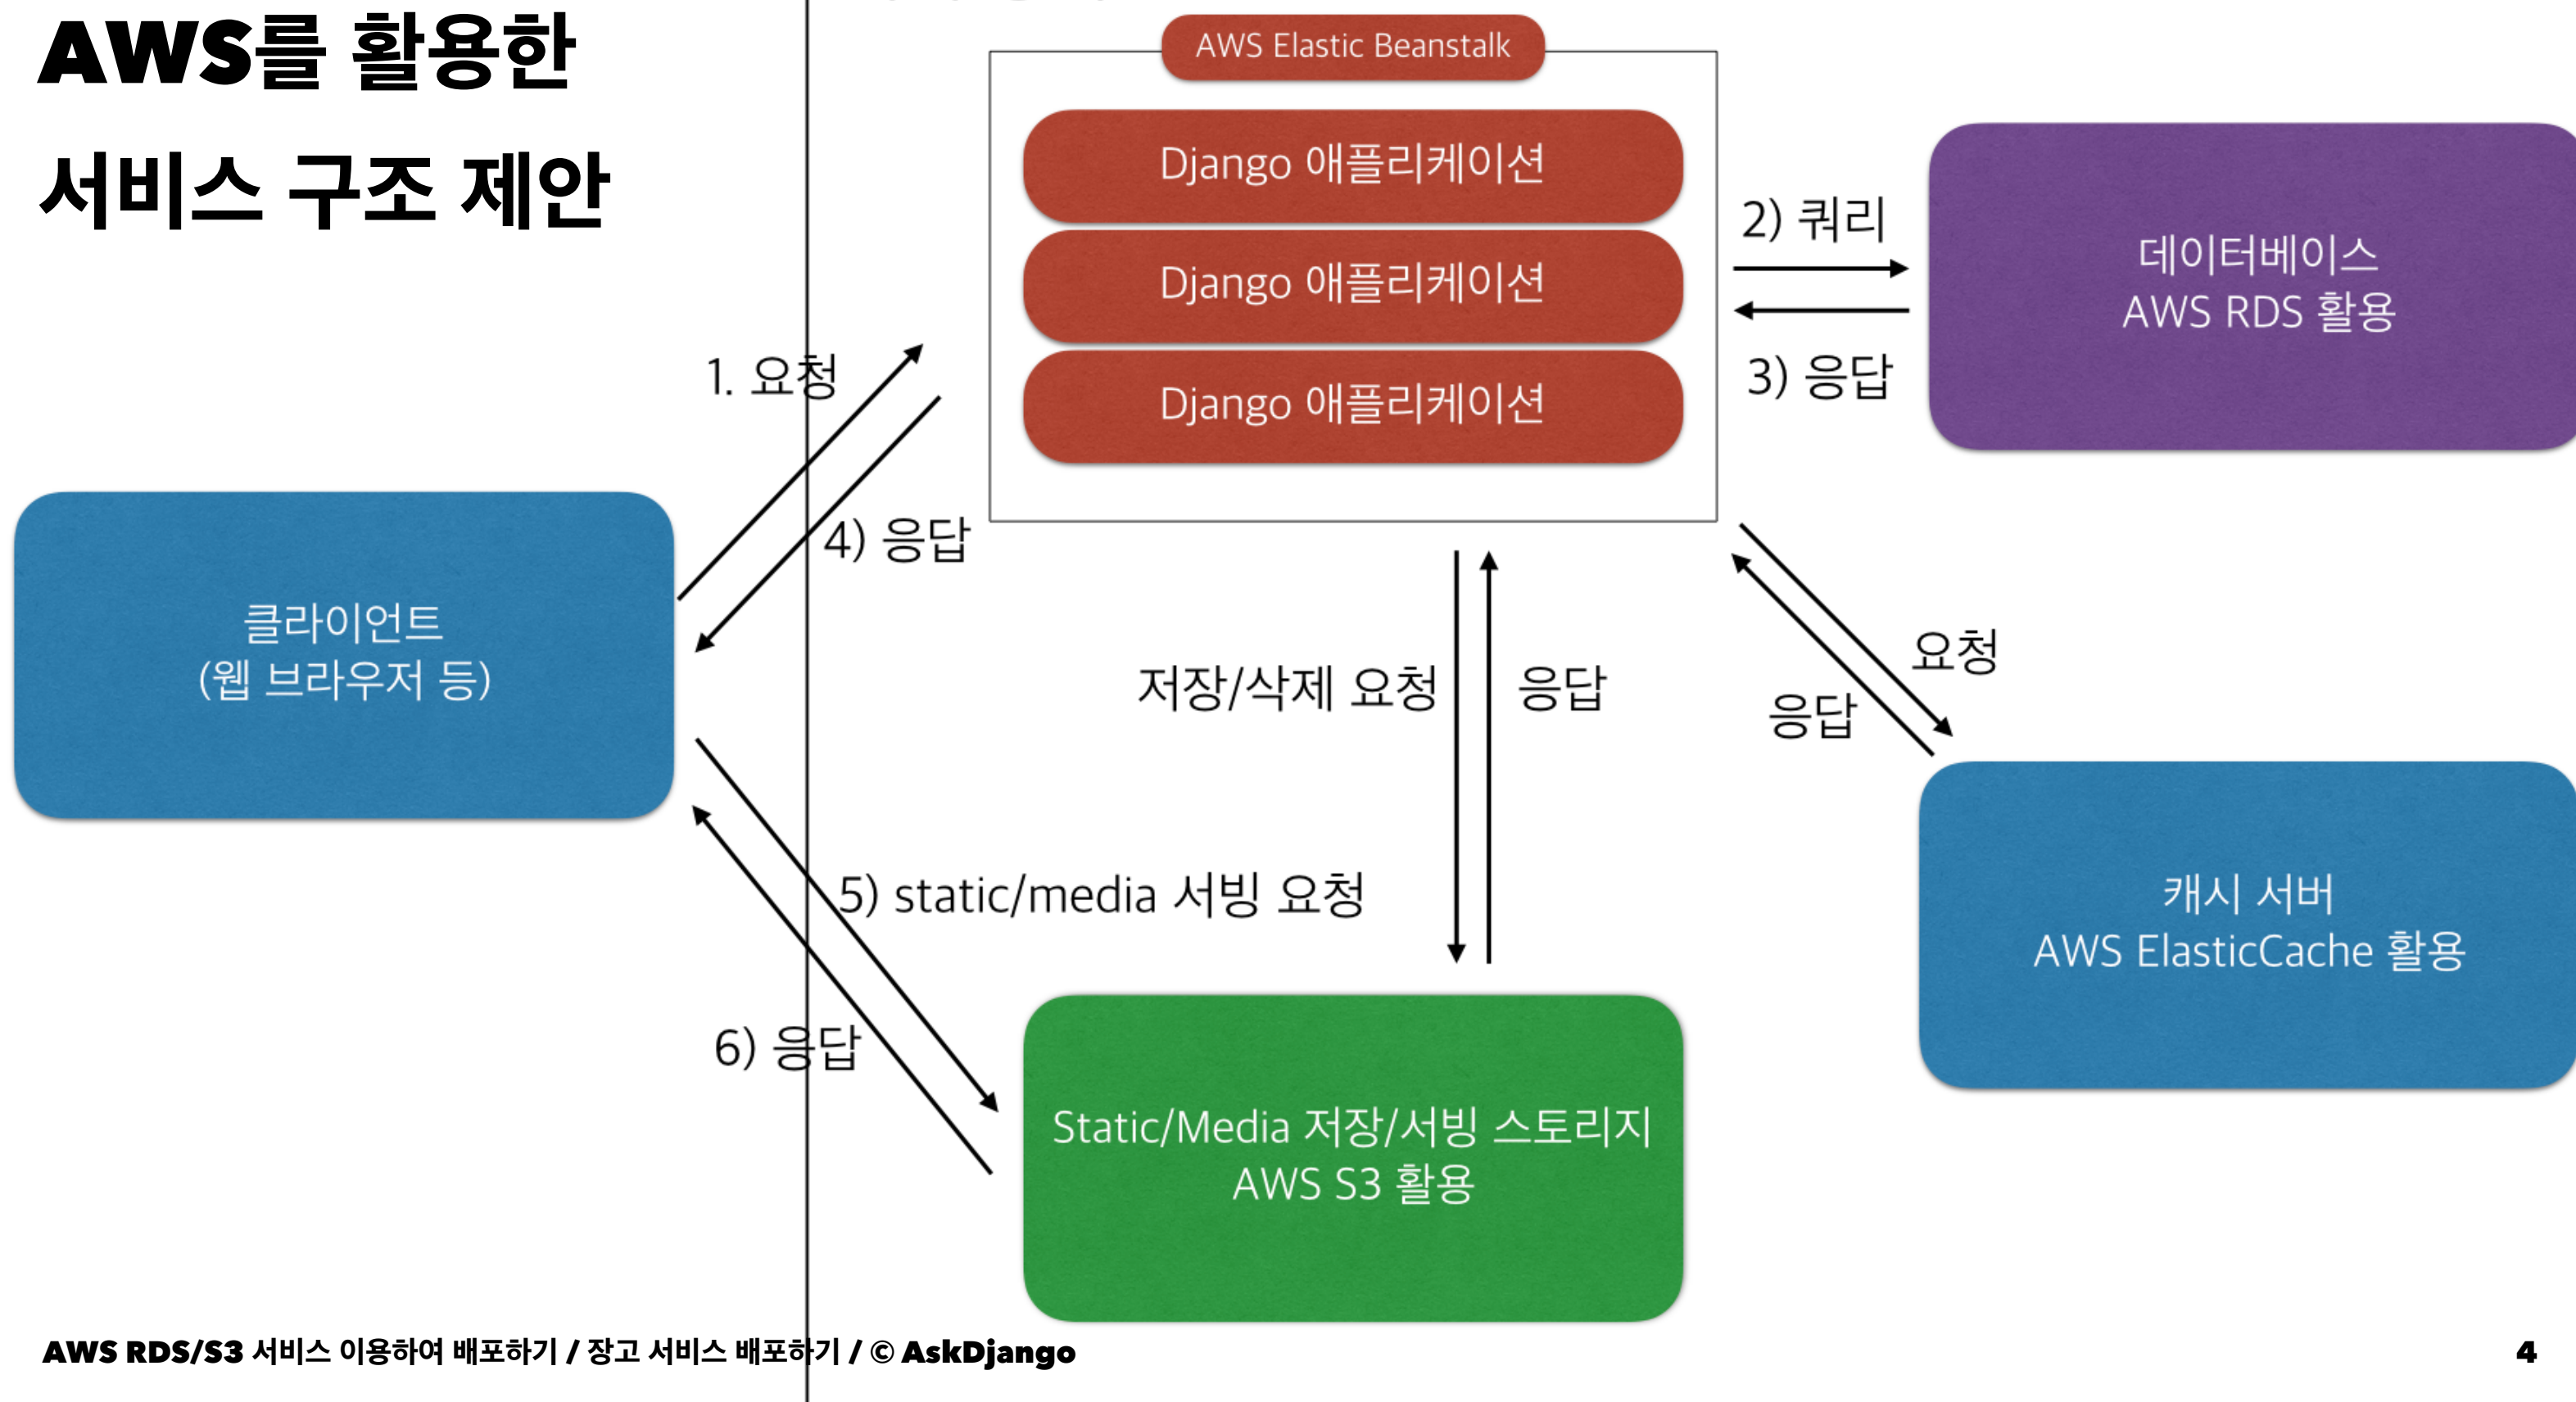 AWS를 활용한
서비스 구조 제안
AWS Elastic Beanstalk
Django 애플리케이션
Django 애플리케이션
Django 애플리케이션
2) 쿼리
3) 응답
데이터베이스
AWS RDS 활용
1. 요청
4) 응답
클라이언트
(웹 브라우저 등)
저장/삭제 요청
응답
요청
응답
5) static/media 서빙 요청
6) 응답
캐시 서버
AWS ElasticCache 활용
Static/Media 저장/서빙 스토리지
AWS S3 활용
AWS RDS/S3 서비스 이용하여 배포하기 / 장고 서비스 배포하기 / © AskDjango
4